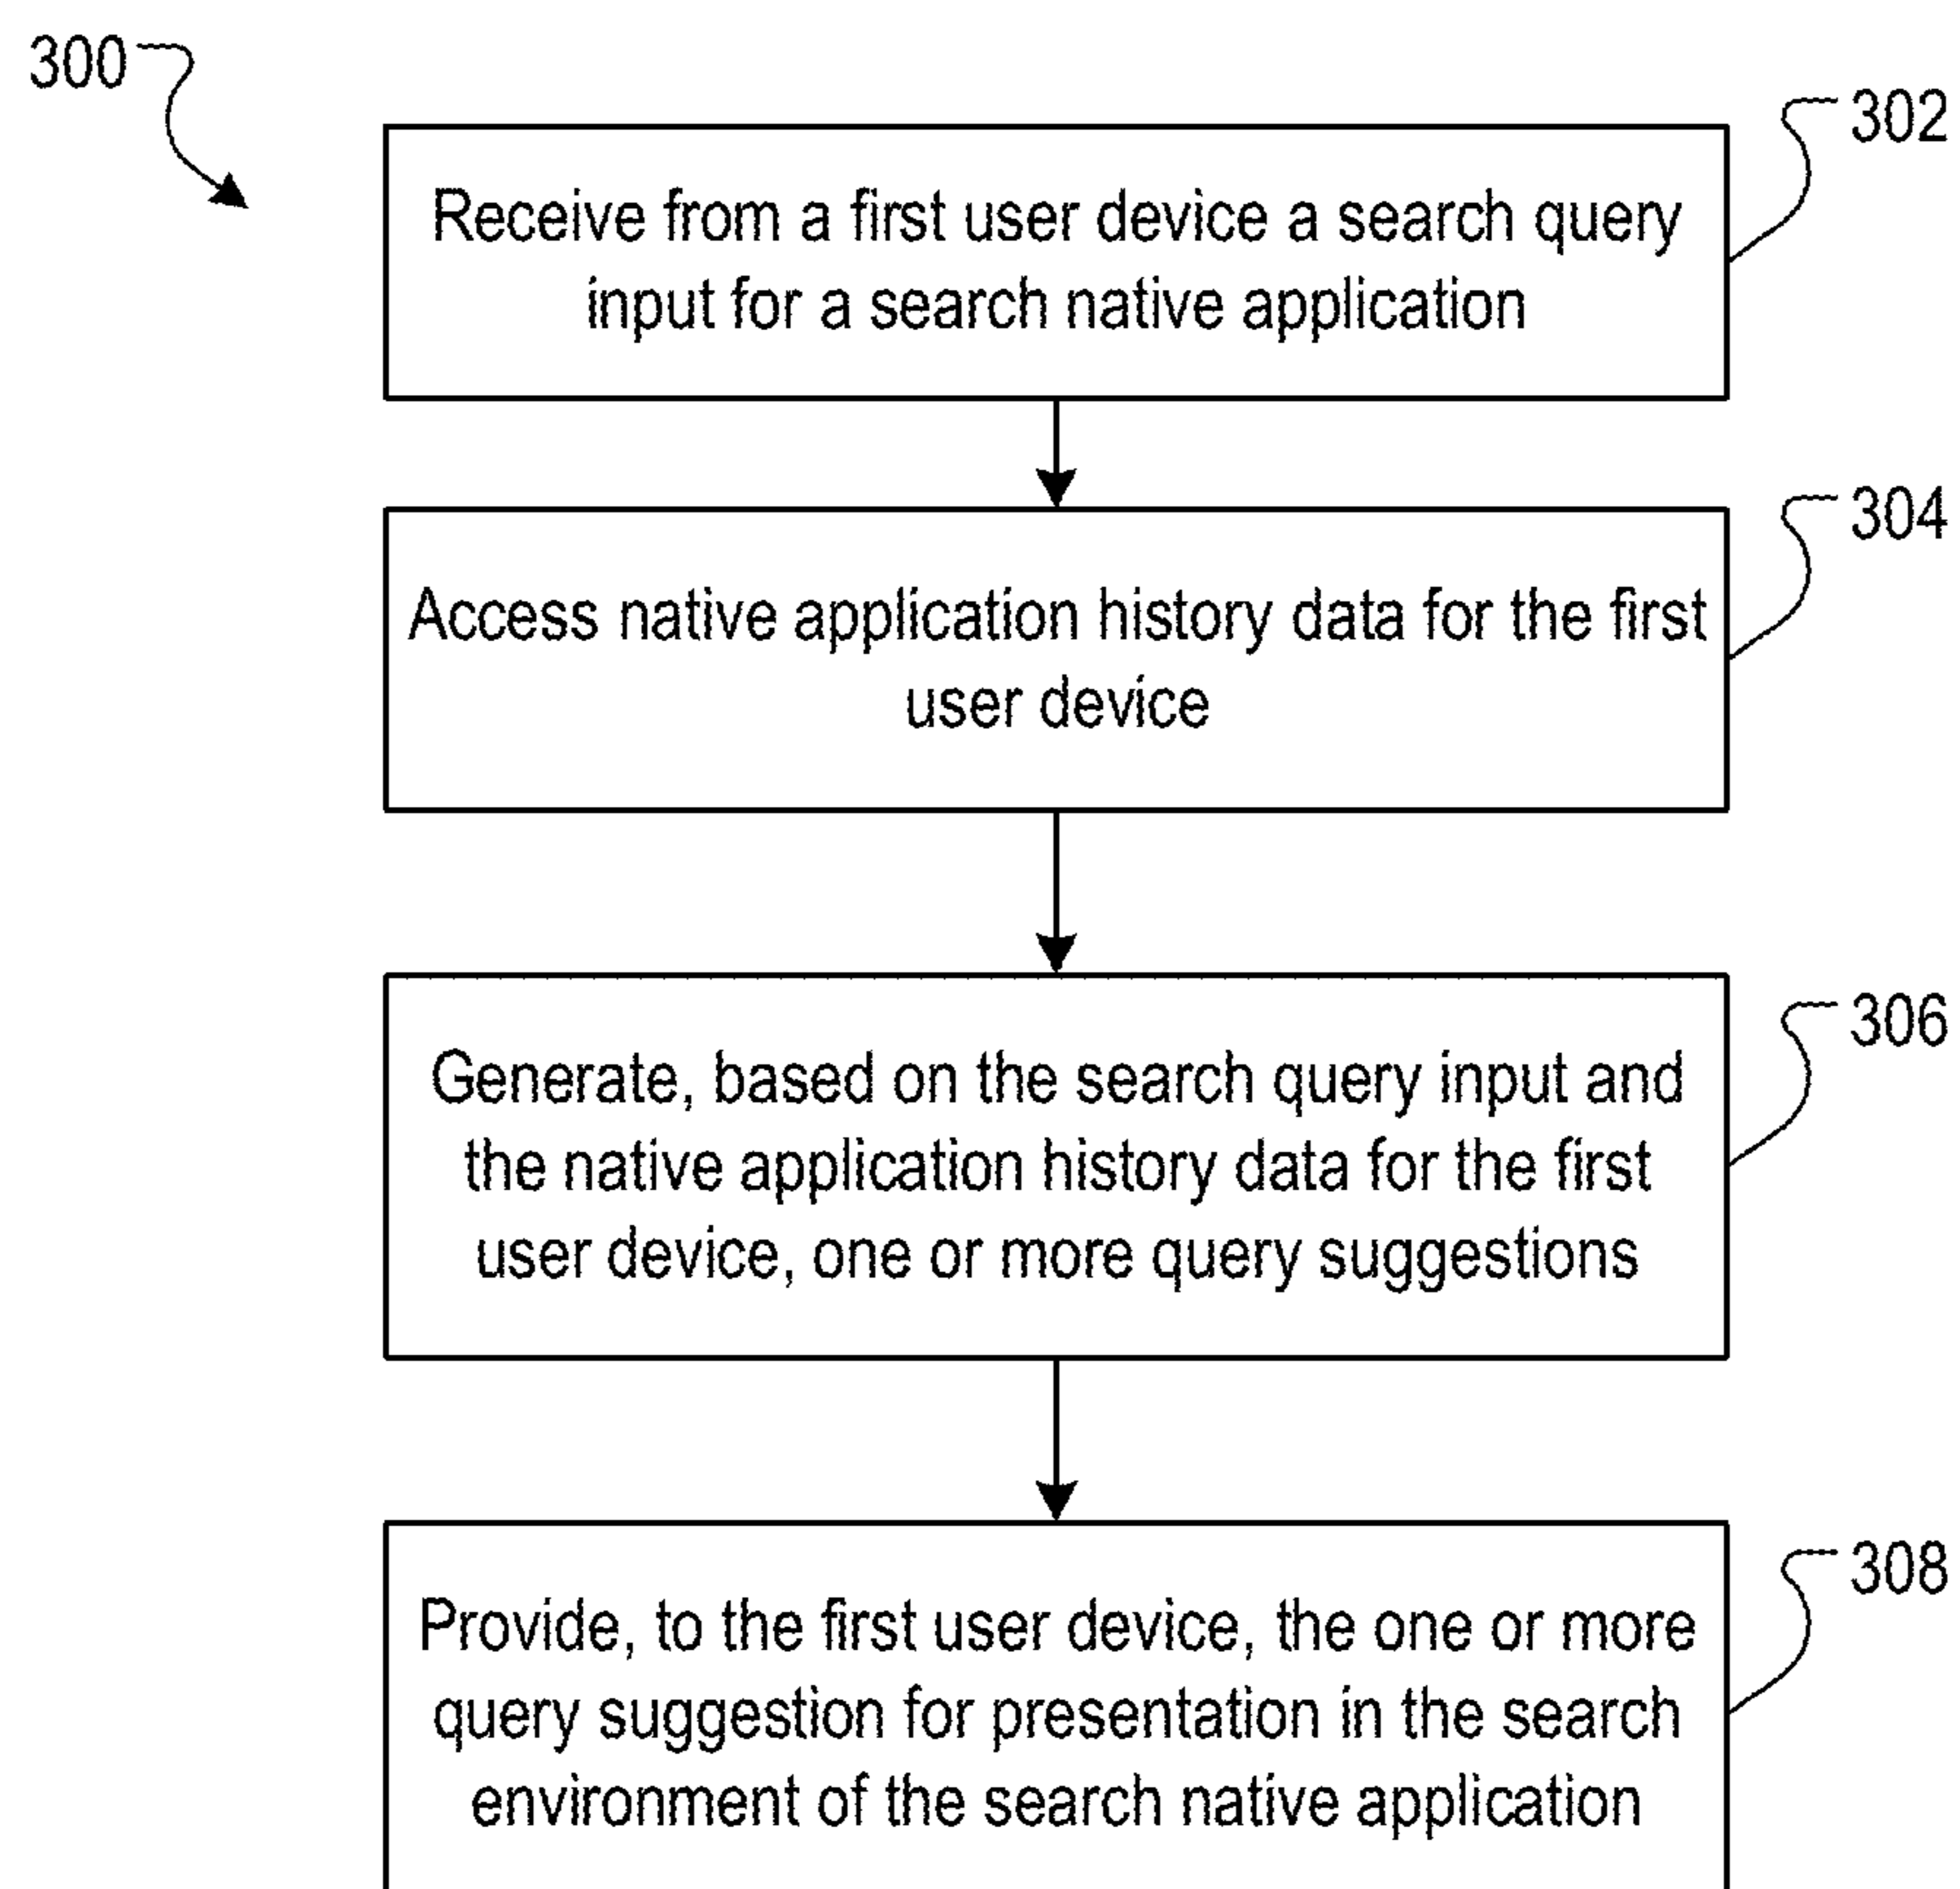 300
302
Receive from a first user device a search query
input for a search native application
304
Access native application history data for the first
user device
306
Generate, based on the search query input and
the native application history data for the first
user device, one or more query suggestions
308
Provide, to the first user device, the one or more
query suggestion for presentation in the search
environment of the search native application